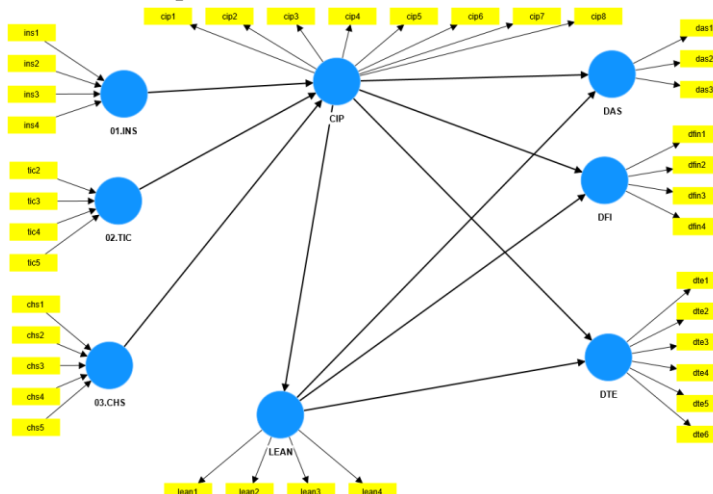 cip1 cip2 cip3 cip4 cip5 cip6 cip7 cip8
ins1
ins2
ins3
ins4
01.INS
tic2
tic3
tic4
tic5
02.TIC
chs1
chs2
chs3
chs4
chs5
03.CHS
CIP
LEAN
lean1 lean2 lean3 lean4
das1
das2
das3
DAS
dfin1
dfin2
dfin3
dfin4
DFI
dte1
dte2
dte3
dte4
dte5
dte6
DTE